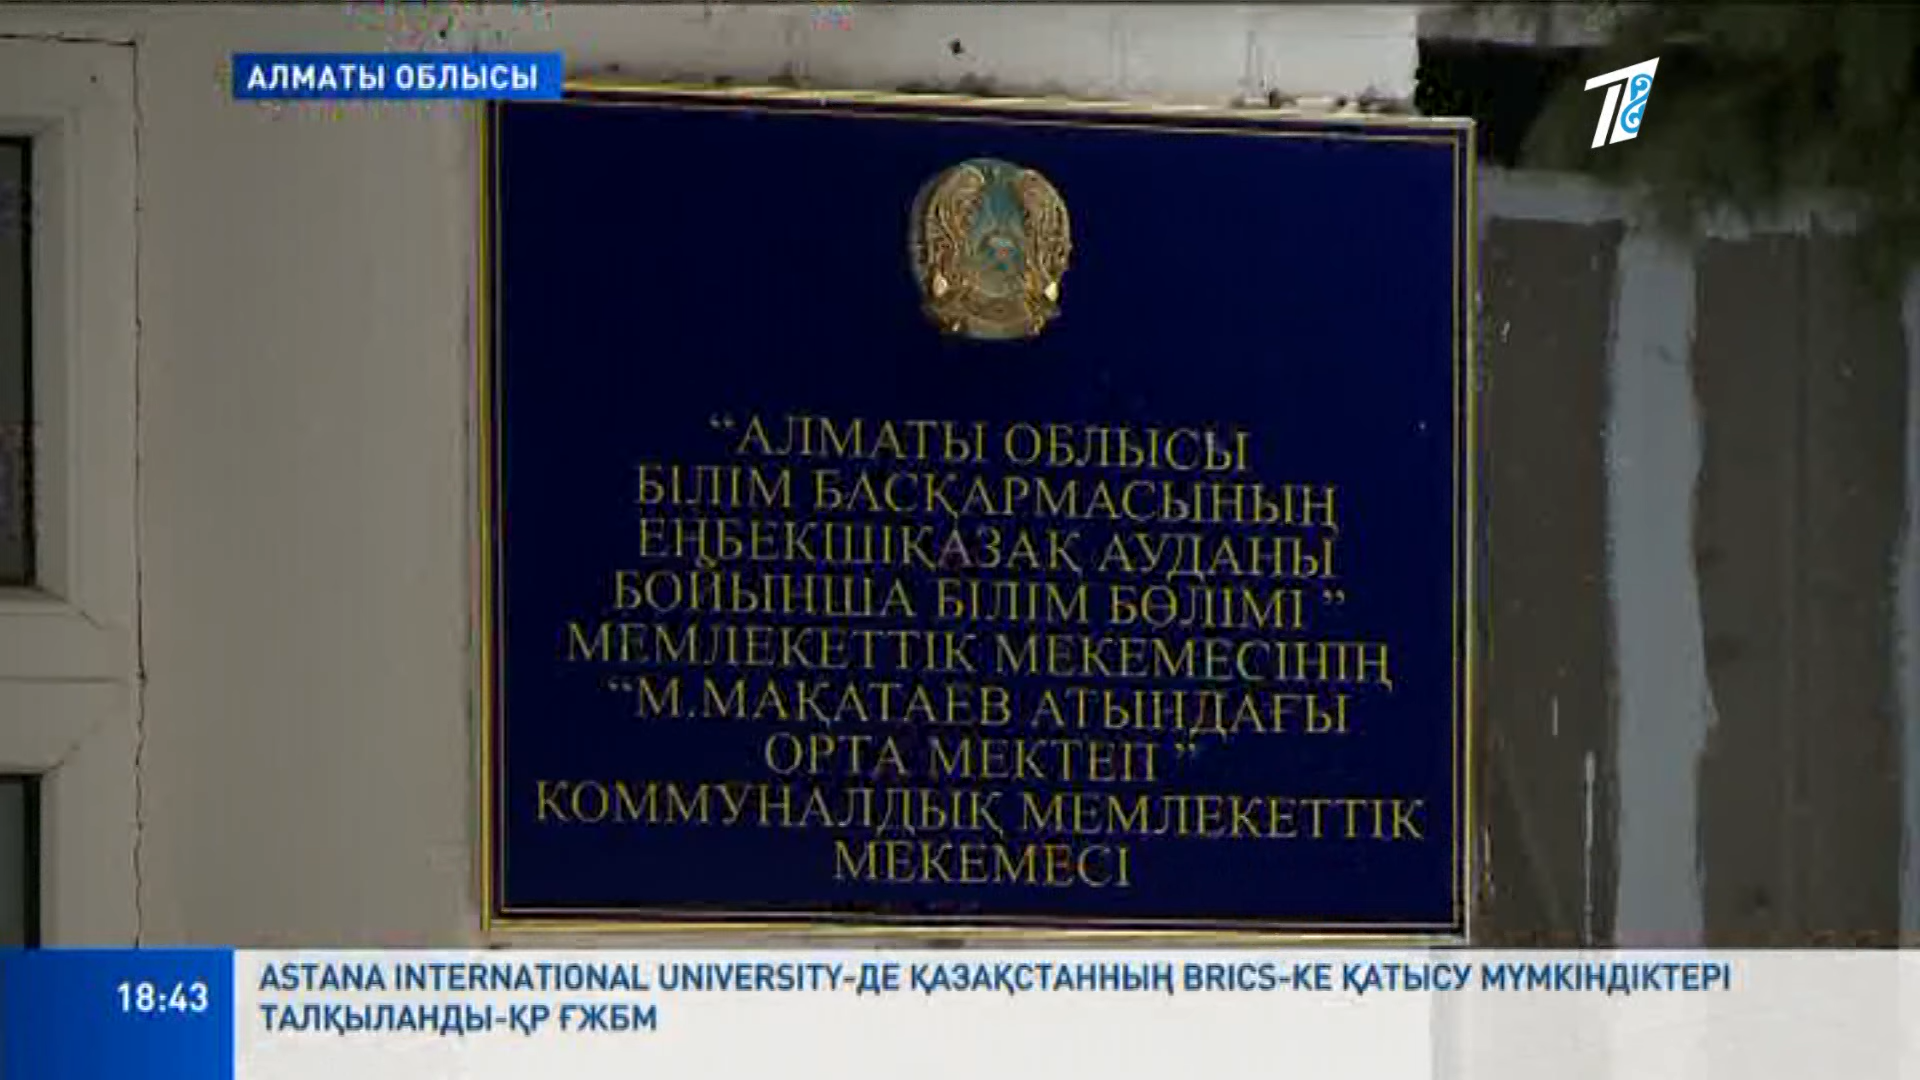 АЛМАТЫ ОБЛЫСЫ
“АЛМАТЫ ОБЛЫСЫ
БІЛІМ БАСҚАРМАСЫНЫҢ
ЕҢБЕКШІҚАЗАҚ АУДАНЫ
БОЙЫНША БІЛІМ БӨЛІМІ ”
МЕМЛЕКЕТТІК МЕКЕМЕСІНІҢ
“М.МАҚАТАЕВ АТЫНДАҒЫ
ОРТА МЕКТЕП ”
КОММУНАЛДЫҚ МЕМЛЕКЕТТІК
МЕКЕМЕСІ
18:43
ASTANA INTERNATIONAL UNIVERSITY-ДЕ ҚАЗАҚСТАННЫҢ BRICS-КЕ ҚАТЫСУ МҮМКІНДІКТЕРІ
ТАЛҚЫЛАНДЫ-ҚР ҒЖБМ